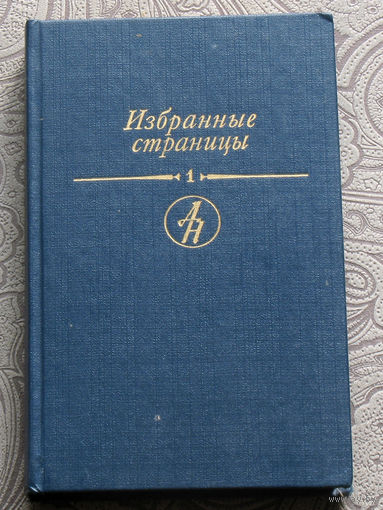 Избранные
страницы
1
АН